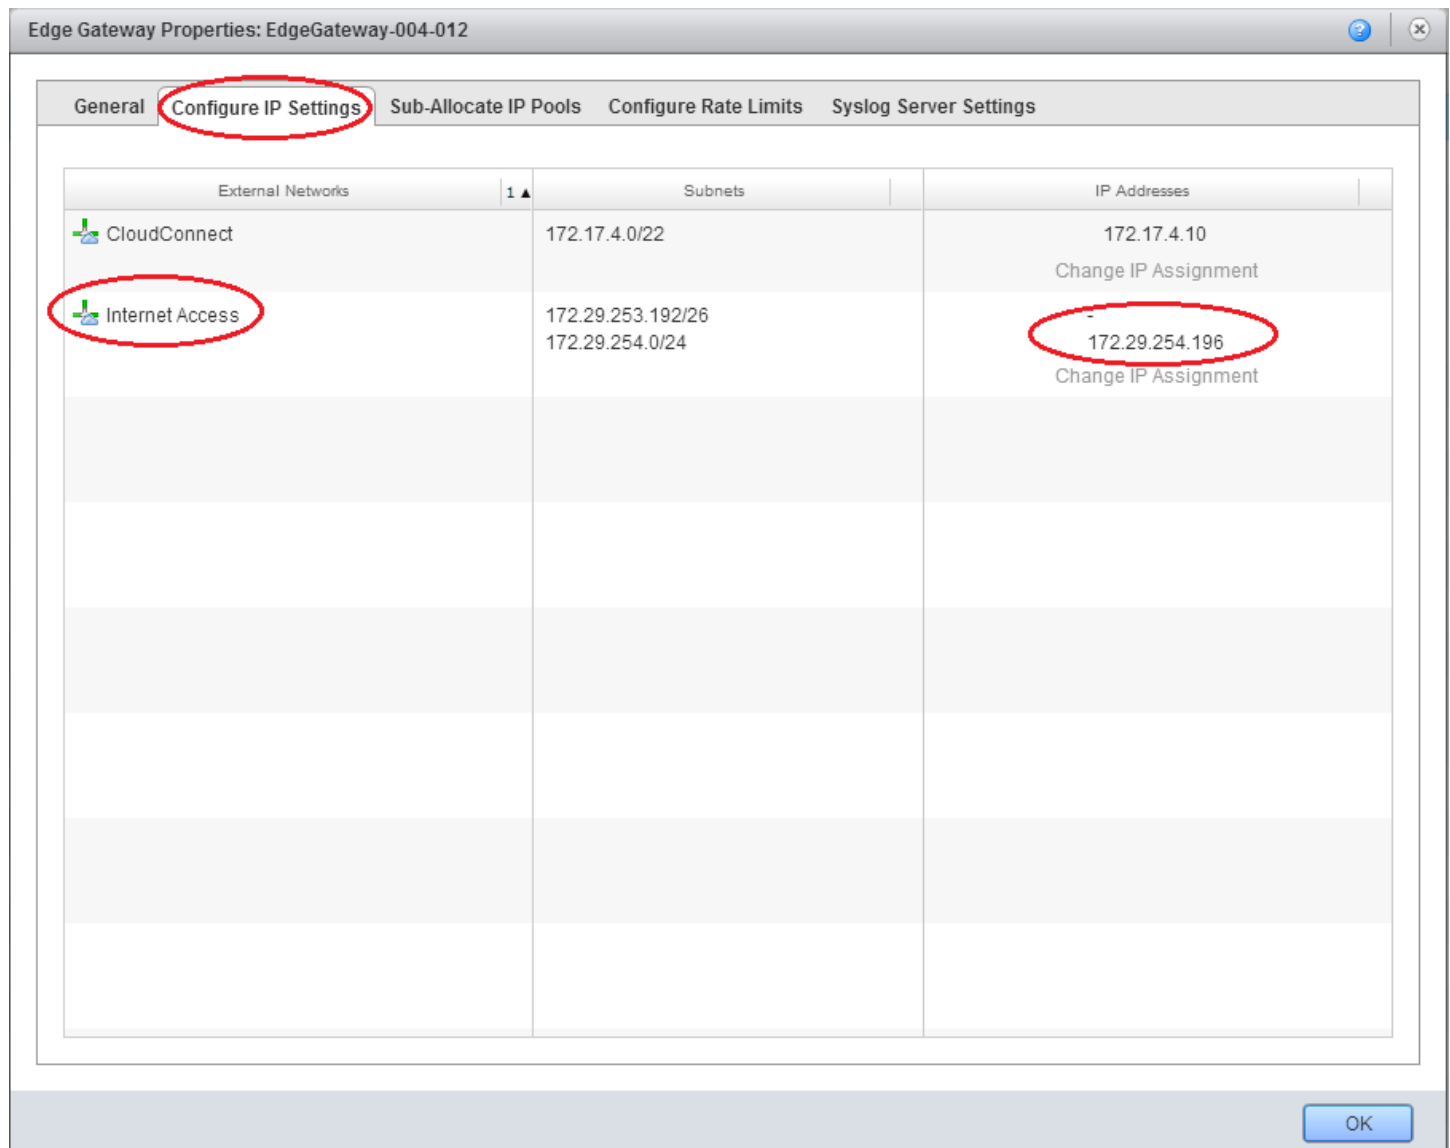 Edge Gateway Properties: EdgeGateway-004-012
General Configure IP Settings Sub-Allocate IP Pools Configure Rate Limits Syslog Server Settings
External Networks 1 ▲ Subnets IP Addresses
CloudConnect 172.17.4.0/22 172.17.4.10
Change IP Assignment
Internet Access 172.29.253.192/26 -
172.29.254.0/24 172.29.254.196
Change IP Assignment
OK